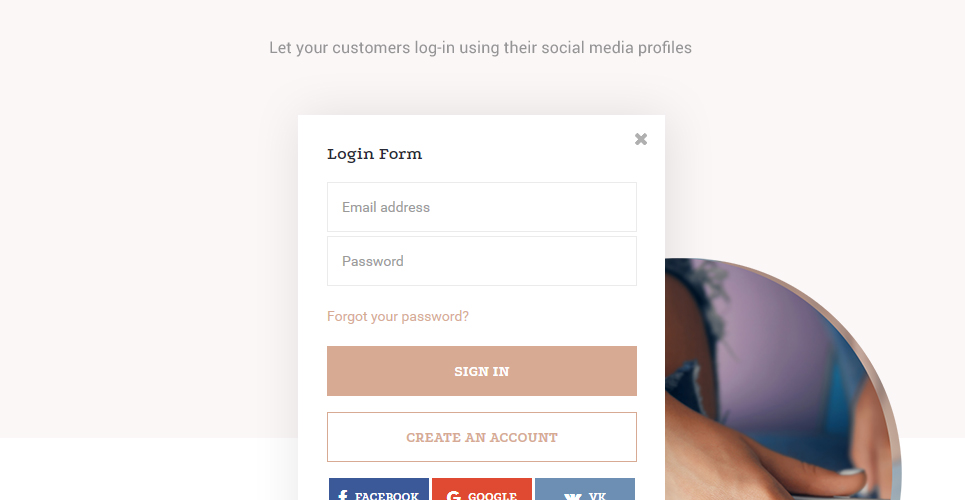 Let your customers log-in using their social media profiles
Login Form
Email address
Password
Forgot your password?
SIGN IN
CREATE AN ACCOUNT
FACEBOOK GOOGLE VK